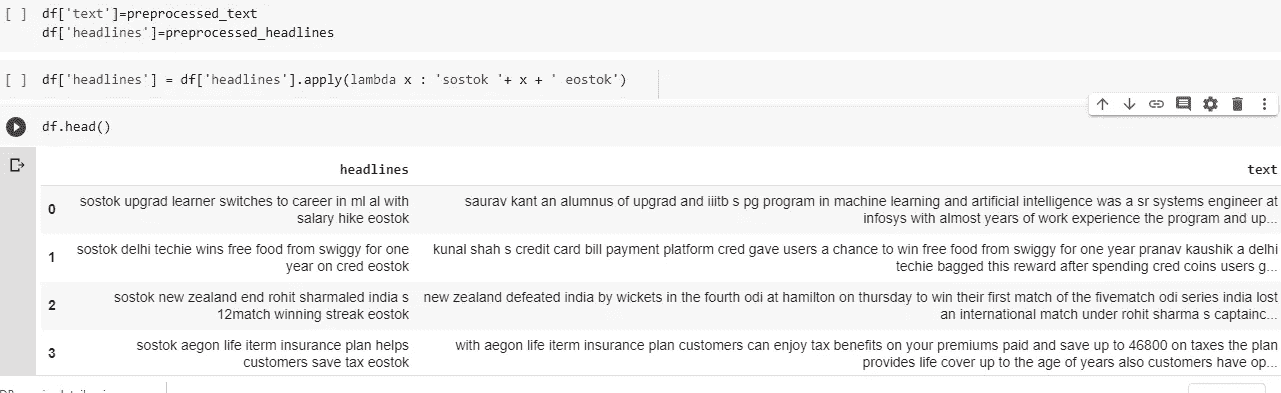 [ ] df['text']=preprocessed_text
df['headlines']=preprocessed_headlines
[ ] df['headlines'] = df['headlines'].apply(lambda x : 'sostok '+ x + ' eostok')
df.head()
headlines text
0 sostok upgrad learner switches to career in ml al with saurav kant an alumnus of upgrad and iiitb s pg program in machine learning and artificial intelligence was a sr systems engineer at
salary hike eostok infosys with almost years of work experience the program and up...
1 sostok delhi techie wins free food from swiggy for one kunal shah s credit card bill payment platform cred gave users a chance to win free food from swiggy for one year pranav kaushik a delhi
year on cred eostok techie bagged this reward after spending cred coins users g...
2 sostok new zealand end rohit sharmaled india s new zealand defeated india by wickets in the fourth odi at hamilton on thursday to win their first match of the fivematch odi series india lost
12match winning streak eostok an international match under rohit sharma s captainc...
3 sostok aegon life iterm insurance plan helps with aegon life iterm insurance plan customers can enjoy tax benefits on your premiums paid and save up to 46800 on taxes the plan
customers save tax eostok provides life cover up to the age of years also customers have op...